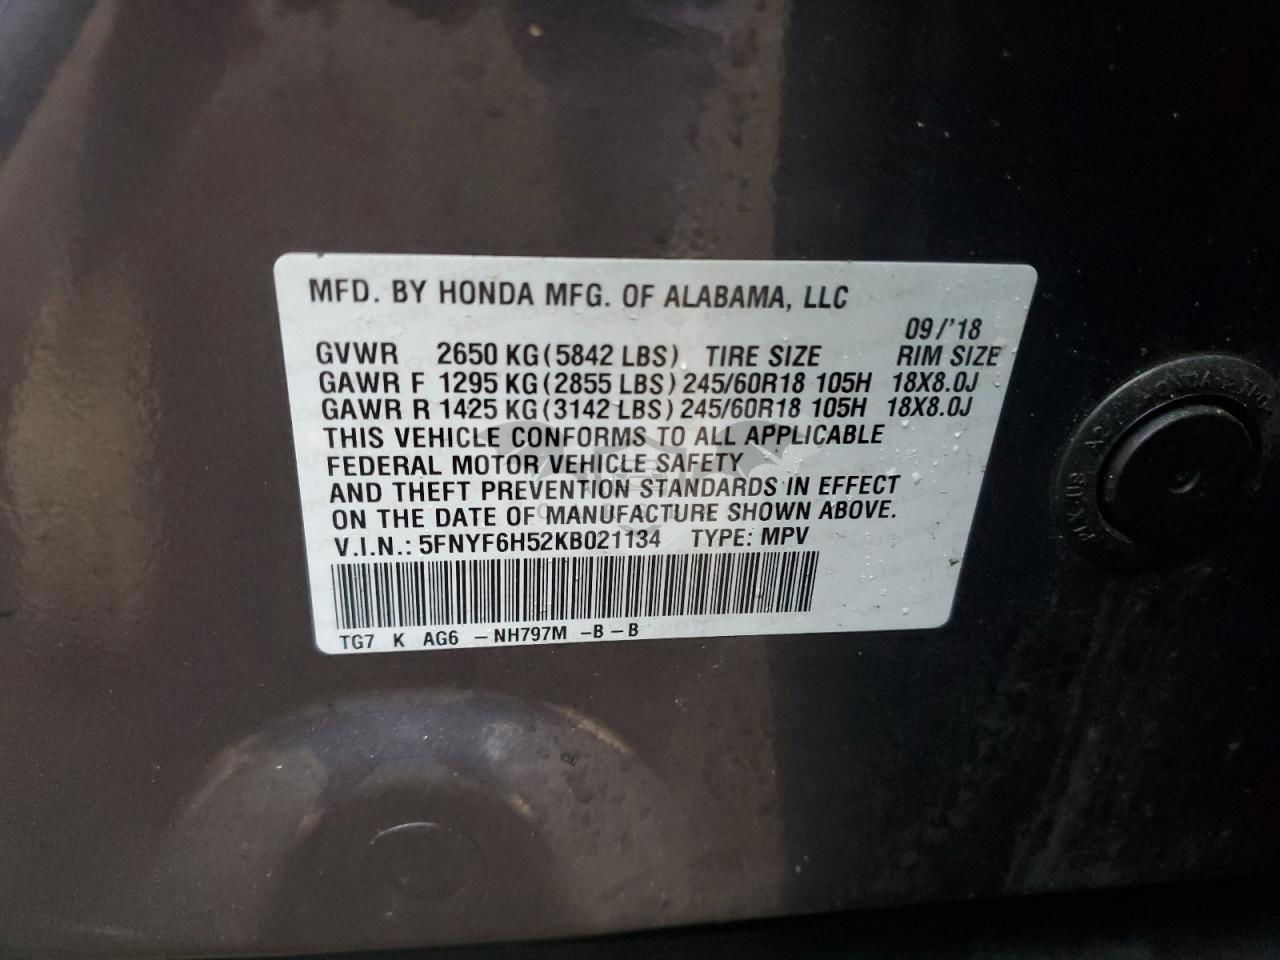 MFD. BY HONDA MFG. OF ALABAMA, LLC
09/'18
GVWR 2650 KG (5842 LBS) TIRE SIZE RIM SIZE
GAWR F 1295 KG (2855 LBS) 245/60R18 105H 18X8.0J
GAWR R 1425 KG (3142 LBS) 245/60R18 105H 18X8.0J
THIS VEHICLE CONFORMS TO ALL APPLICABLE
FEDERAL MOTOR VEHICLE SAFETY
AND THEFT PREVENTION STANDARDS IN EFFECT
ON THE DATE OF MANUFACTURE SHOWN ABOVE.
V.I.N.: 5FNYF6H52KB021134 TYPE: MPV
TG7 K AG6 -NH797M -B-B